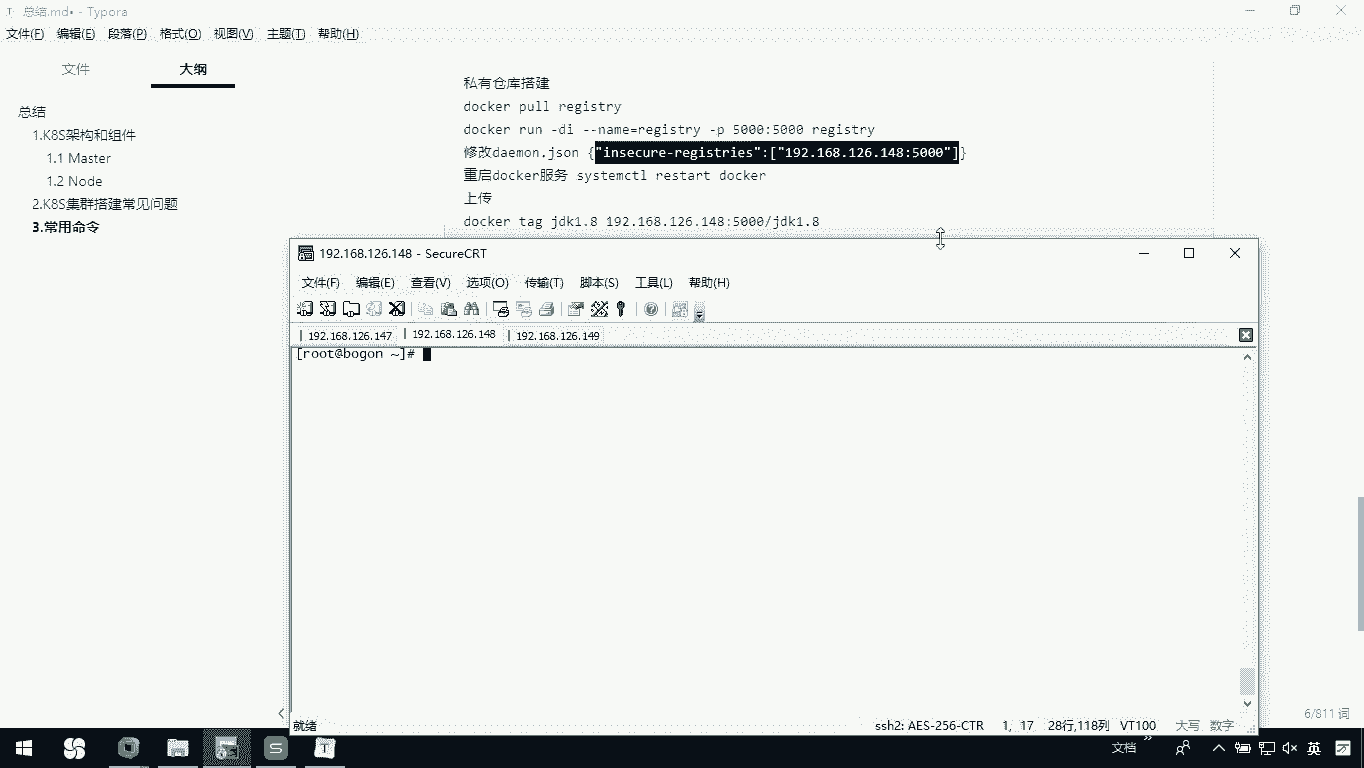 总结.md• - Typora
文件(F) 编辑(E) 段落(P) 格式(O) 视图(V) 主题(T) 帮助(H)
文件 大纲
总结
1.K8S架构和组件
1.1 Master
1.2 Node
2.K8S集群搭建常见问题
3.常用命令
私有仓库搭建
docker pull registry
docker run -di --name=registry -p 5000:5000 registry
修改daemon.json {"insecure-registries":["192.168.126.148:5000"]}
重启docker服务 systemctl restart docker
上传
docker tag jdk1.8 192.168.126.148:5000/jdk1.8
192.168.126.148 - SecureCRT
文件(F) 编辑(E) 查看(V) 选项(O) 传输(T) 脚本(S) 工具(L) 帮助(H)
192.168.126.147 192.168.126.148 192.168.126.149
[root@bogon ~]#
就绪 ssh2: AES-256-CTR 1, 17 28行,118列 VT100 大写 数字
6/811 词
文档 英